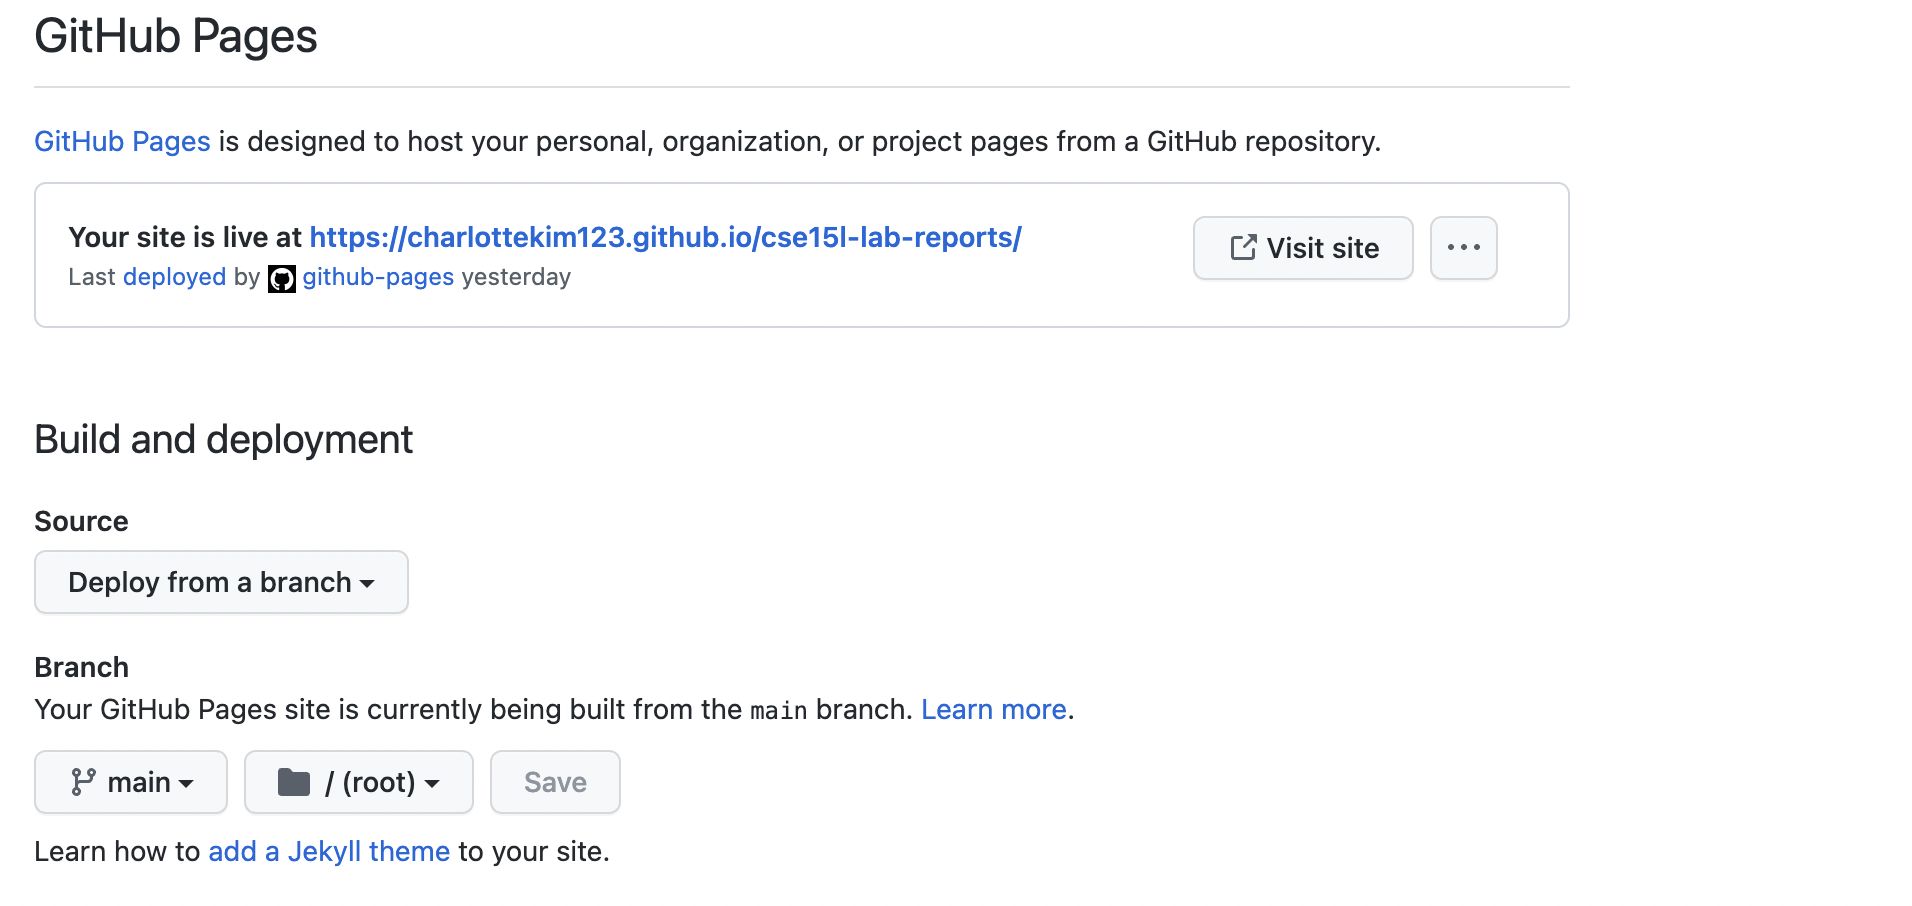 GitHub Pages
GitHub Pages is designed to host your personal, organization, or project pages from a GitHub repository.
Your site is live at https://charlottekim123.github.io/cse15l-lab-reports/
Visit site
Last deployed by github-pages yesterday
Build and deployment
Source
Deploy from a branch
Branch
Your GitHub Pages site is currently being built from the main branch. Learn more.
main / (root) Save
Learn how to add a Jekyll theme to your site.